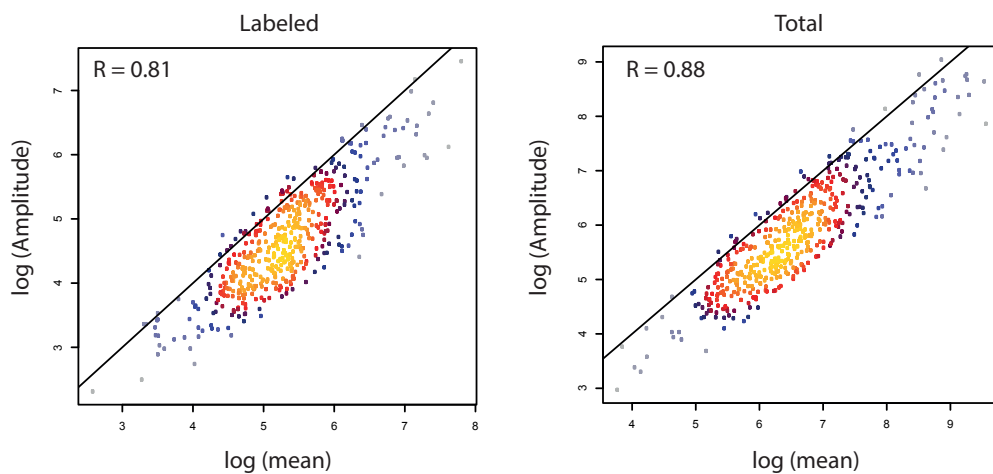 Labeled
R = 0.81
log (Amplitude)
7
6
5
4
3
3 4 5 6 7 8
log (mean)
Total
R = 0.88
log (Amplitude)
9
8
7
6
5
4
3
4 5 6 7 8 9
log (mean)